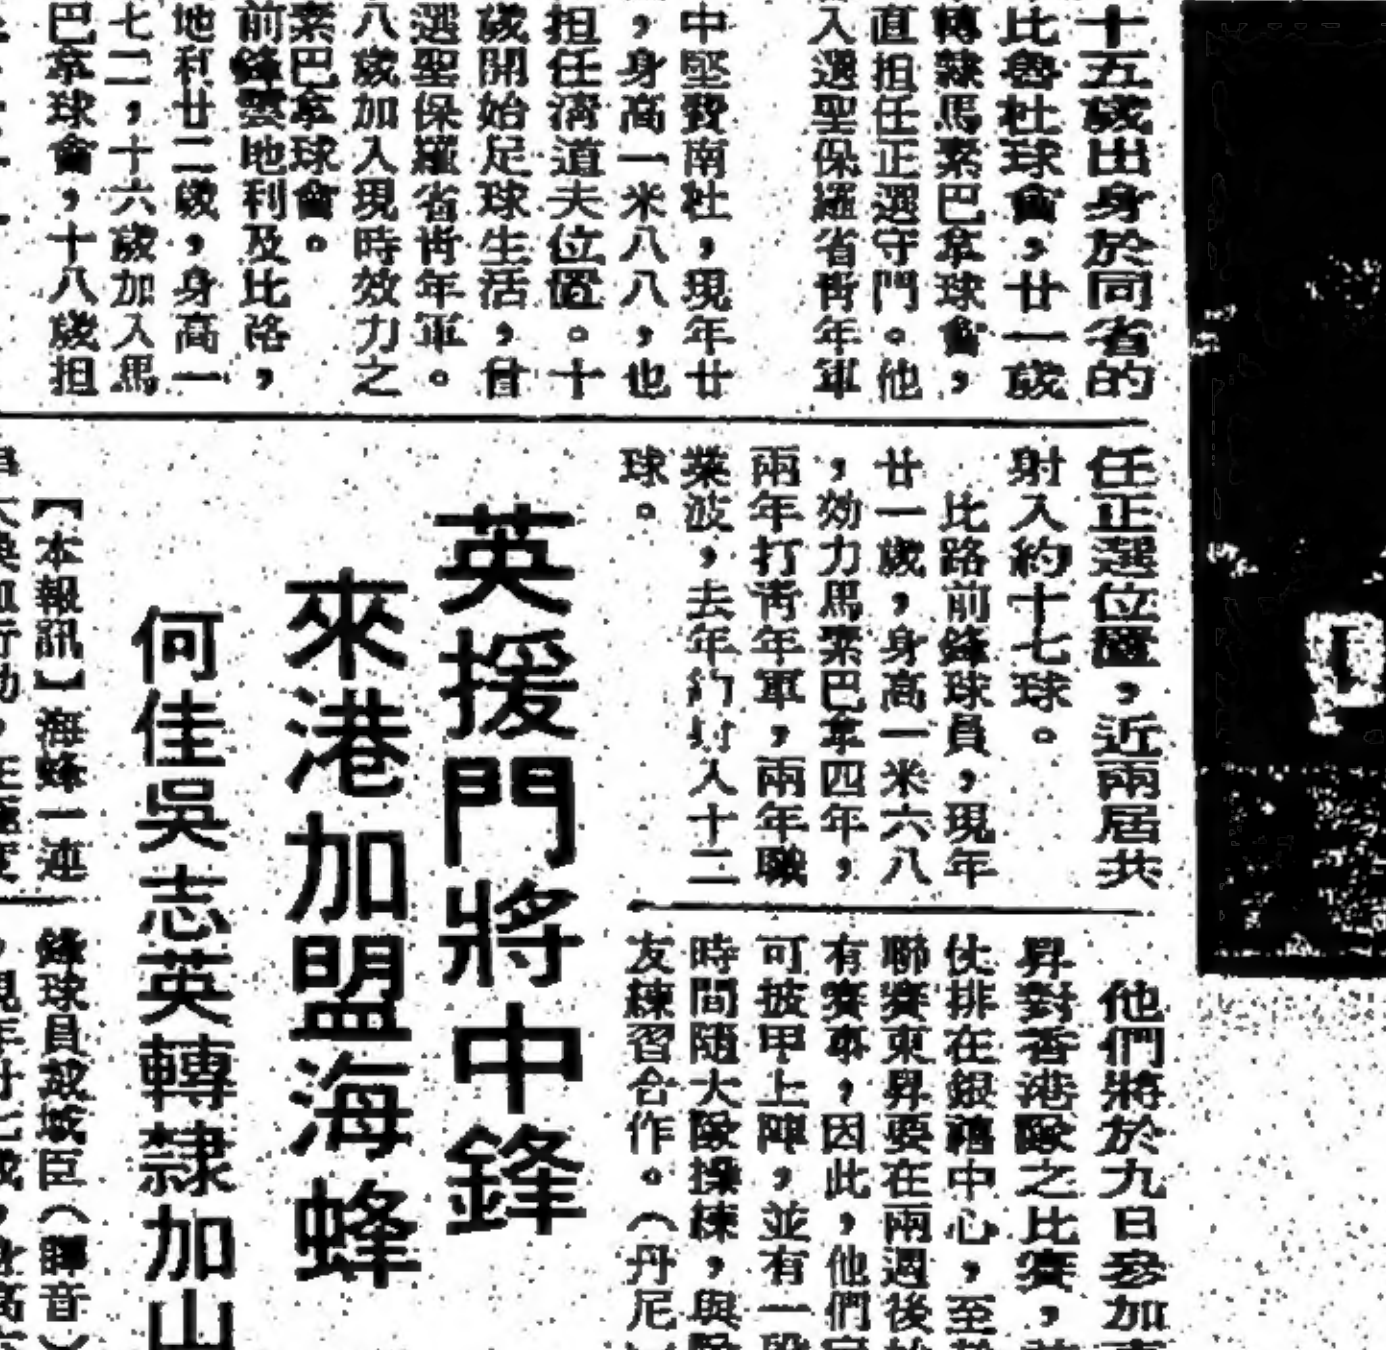 十五歲出身於同省的
比魯杜球會，廿一歲
轉隸馬素巴拿球會，
直担任正選守門。他
入選聖保羅省青年軍
中堅費南杜，現年廿
，身高一米八八，也
担任清道夫位置。十
歲開始足球生活，曾
選聖保羅省青年軍。
八歲加入現時效力之
素巴拿球會。
前鋒雲地利及比路，
地利廿二歲，身高一
七二，十六歲加入馬
巴拿球會，十八歲担
任正選位置，近兩居共
射入約十七球。
比路前鋒球員，現年
廿一歲，身高一米六八
，効力馬素巴拿四年，
兩年打青年軍，兩年職
業波，去年射入十二
球。
他們將於九日參加
昇對香港隊之比賽，
仗排在銀禧中心，至
聯賽東昇要在兩週後
有賽事，因此，他們
可披甲上陣，並有一段
時間隨大隊操練，與
友練習合作。（丹尼
英援門將中鋒
來港加盟海蜂
何佳吳志英轉隸加山
【本報訊】海蜂一連
鋒球員 坡臣（譯音）